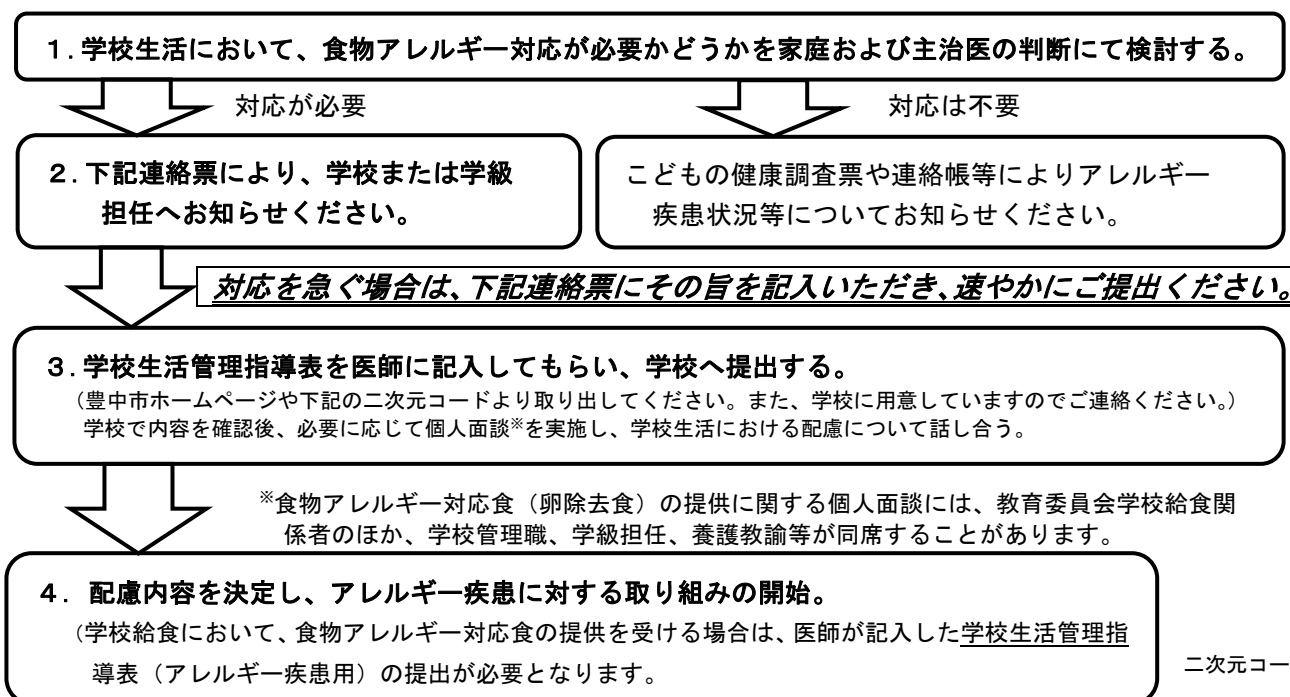 １．学校生活において、食物アレルギー対応が必要かどうかを家庭および主治医の判断にて検討する。
対応が必要
対応は不要
２．下記連絡票により、学校または学級
担任へお知らせください。
こどもの健康調査票や連絡帳等によりアレルギー
疾患状況等についてお知らせください。
対応を急ぐ場合は、下記連絡票にその旨を記入いただき、速やかにご提出ください。
３．学校生活管理指導表を医師に記入してもらい、学校へ提出する。
（豊中市ホームページや下記の二次元コードより取り出してください。また、学校に用意していますのでご連絡ください。）
学校で内容を確認後、必要に応じて個人面談※を実施し、学校生活における配慮について話し合う。
※食物アレルギー対応食（卵除去食）の提供に関する個人面談には、教育委員会学校給食関
係者のほか、学校管理職、学級担任、養護教諭等が同席することがあります。
４．配慮内容を決定し、アレルギー疾患に対する取り組みの開始。
（学校給食において、食物アレルギー対応食の提供を受ける場合は、医師が記入した学校生活管理指
導表（アレルギー疾患用）の提出が必要となります。
二次元コー